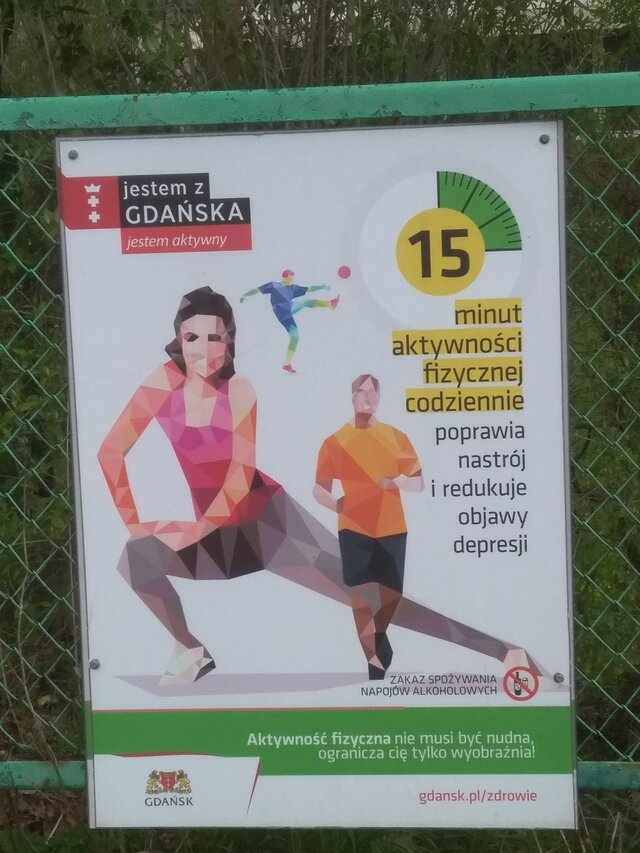 jestem z
GDAŃSKA
jestem aktywny
15
minut
aktywności
fizycznej
codziennie
poprawia
nastrój
i redukuje
objawy
depresji
ZAKAZ SPOŻYWANIA
NAPOJÓW ALKOHOLOWYCH
Aktywność fizyczna nie musi być nudna,
ogranicza cię tylko wyobraźnia!
GDAŃSK
gdansk.pl/zdrowie